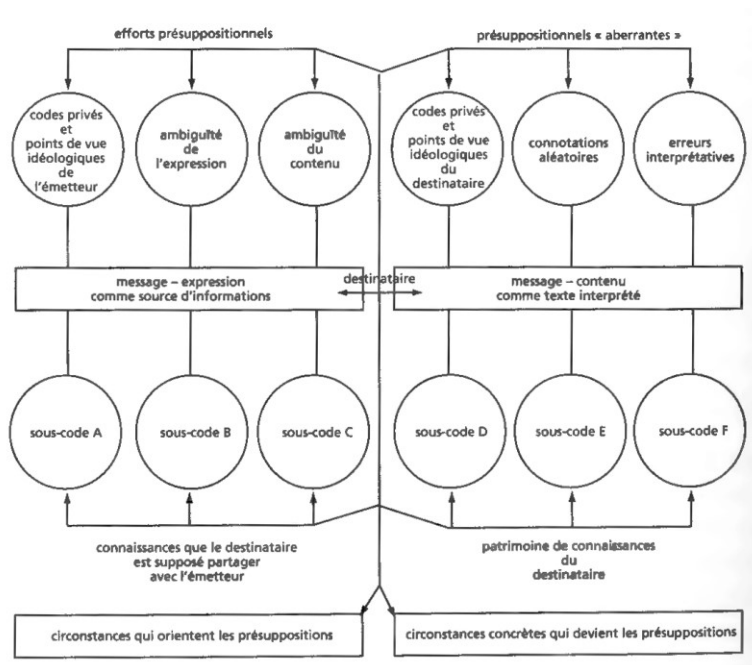 efforts présuppositionnels
présuppositionnels « aberrantes »
codes privés
et
points de vue
idéologiques
de
l'émetteur
ambiguïté
de
l'expression
ambiguïté
du
contenu
codes privés
et
points de vue
idéologiques
du
destinataire
connotations
aléatoires
erreurs
interprétatives
message – expression
comme source d'informations
destinataire
message – contenu
comme texte interprété
sous-code A
sous-code B
sous-code C
sous-code D
sous-code E
sous-code F
connaissances que le destinataire
est supposé partager
avec l'émetteur
patrimoine de connaissances
du
destinataire
circonstances qui orientent les présuppositions
circonstances concrètes qui devient les présuppositions